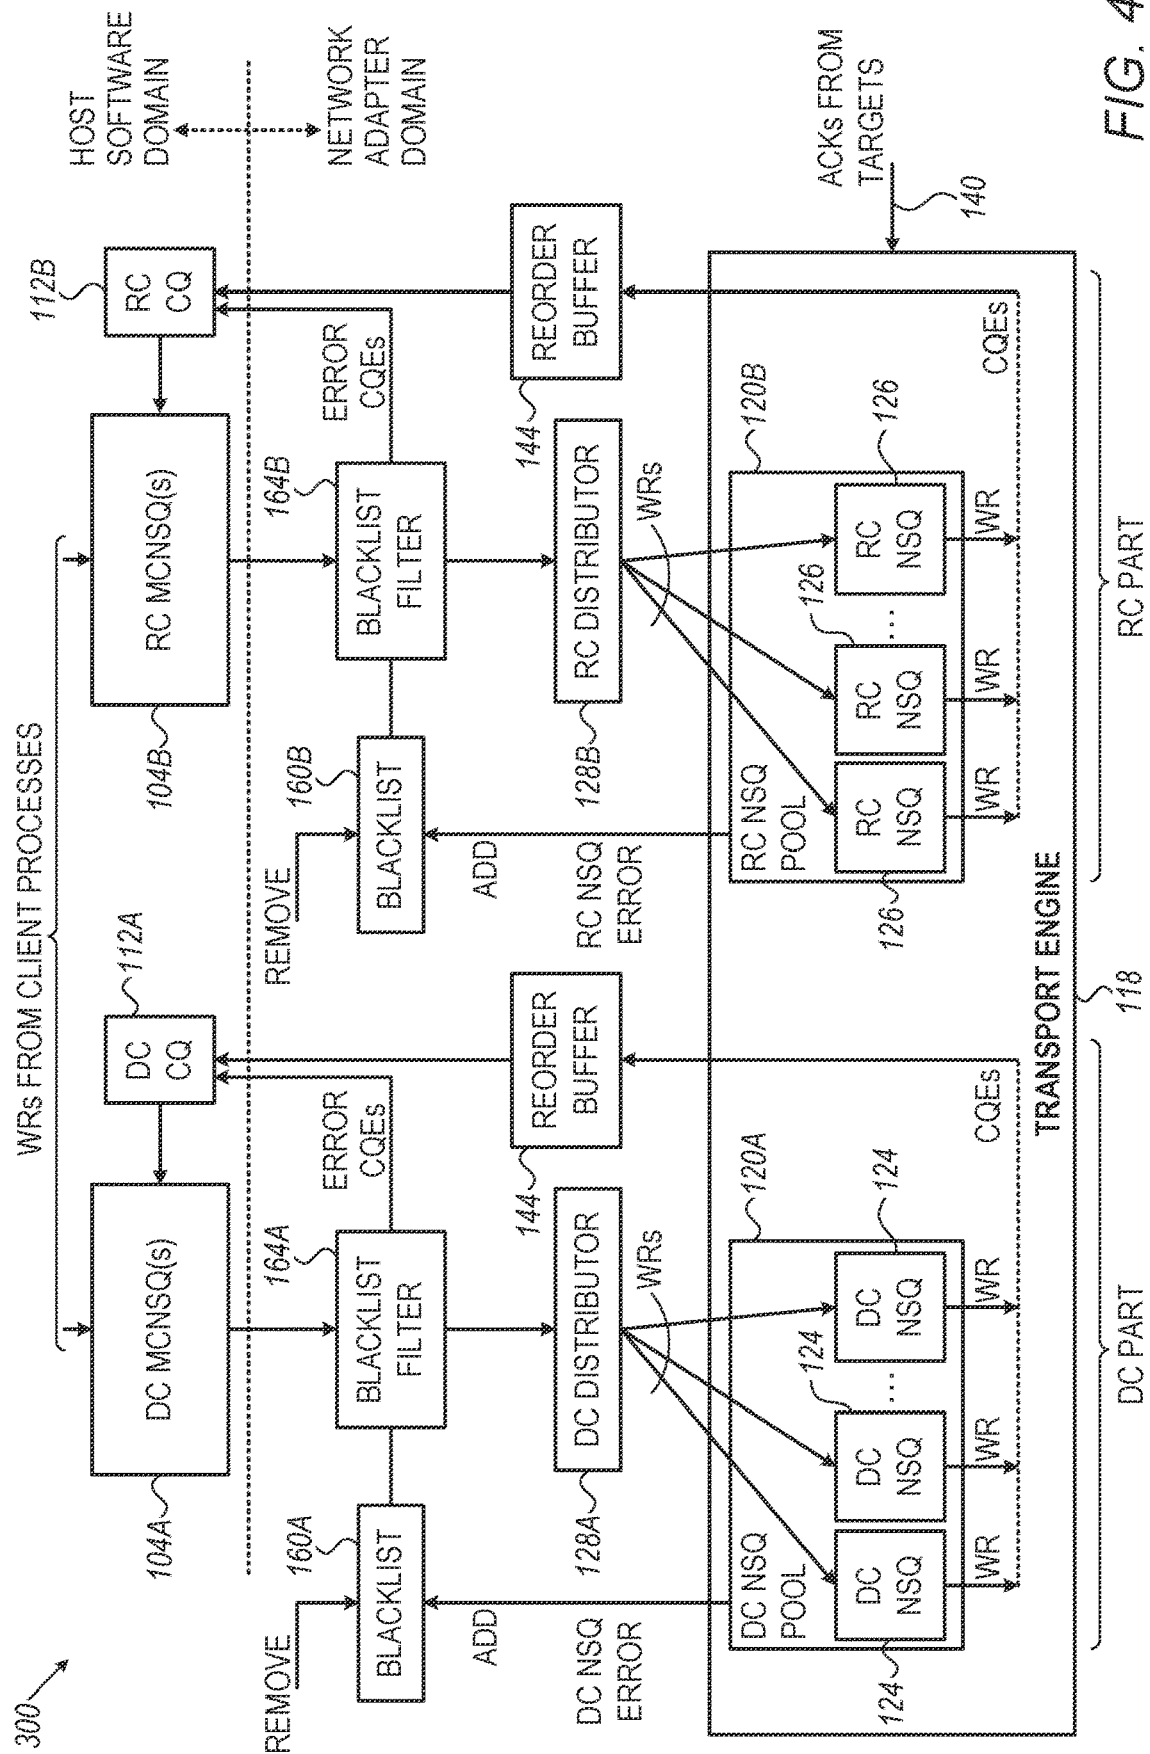 300
WRs FROM CLIENT PROCESSES
HOST
SOFTWARE
DOMAIN
NETWORK
ADAPTER
DOMAIN
104A
DC MCNSQ(s)
DC
CQ
112A
104B
RC MCNSQ(s)
RC
CQ
112B
REMOVE
160A
BLACKLIST
164A
BLACKLIST
FILTER
ERROR
CQEs
REMOVE
160B
BLACKLIST
164B
BLACKLIST
FILTER
ERROR
CQEs
ADD
DC NSQ
ERROR
128A
DC DISTRIBUTOR
144
REORDER
BUFFER
ADD
RC NSQ
ERROR
128B
RC DISTRIBUTOR
144
REORDER
BUFFER
WRs
WRs
ACKs FROM
TARGETS
140
DC NSQ
POOL
120A
124
DC
NSQ
124
DC
NSQ
...
124
DC
NSQ
WR
WR
WR
CQEs
RC NSQ
POOL
120B
126
RC
NSQ
126
RC
NSQ
...
126
RC
NSQ
WR
WR
WR
CQEs
TRANSPORT ENGINE
118
DC PART
RC PART
FIG. 4